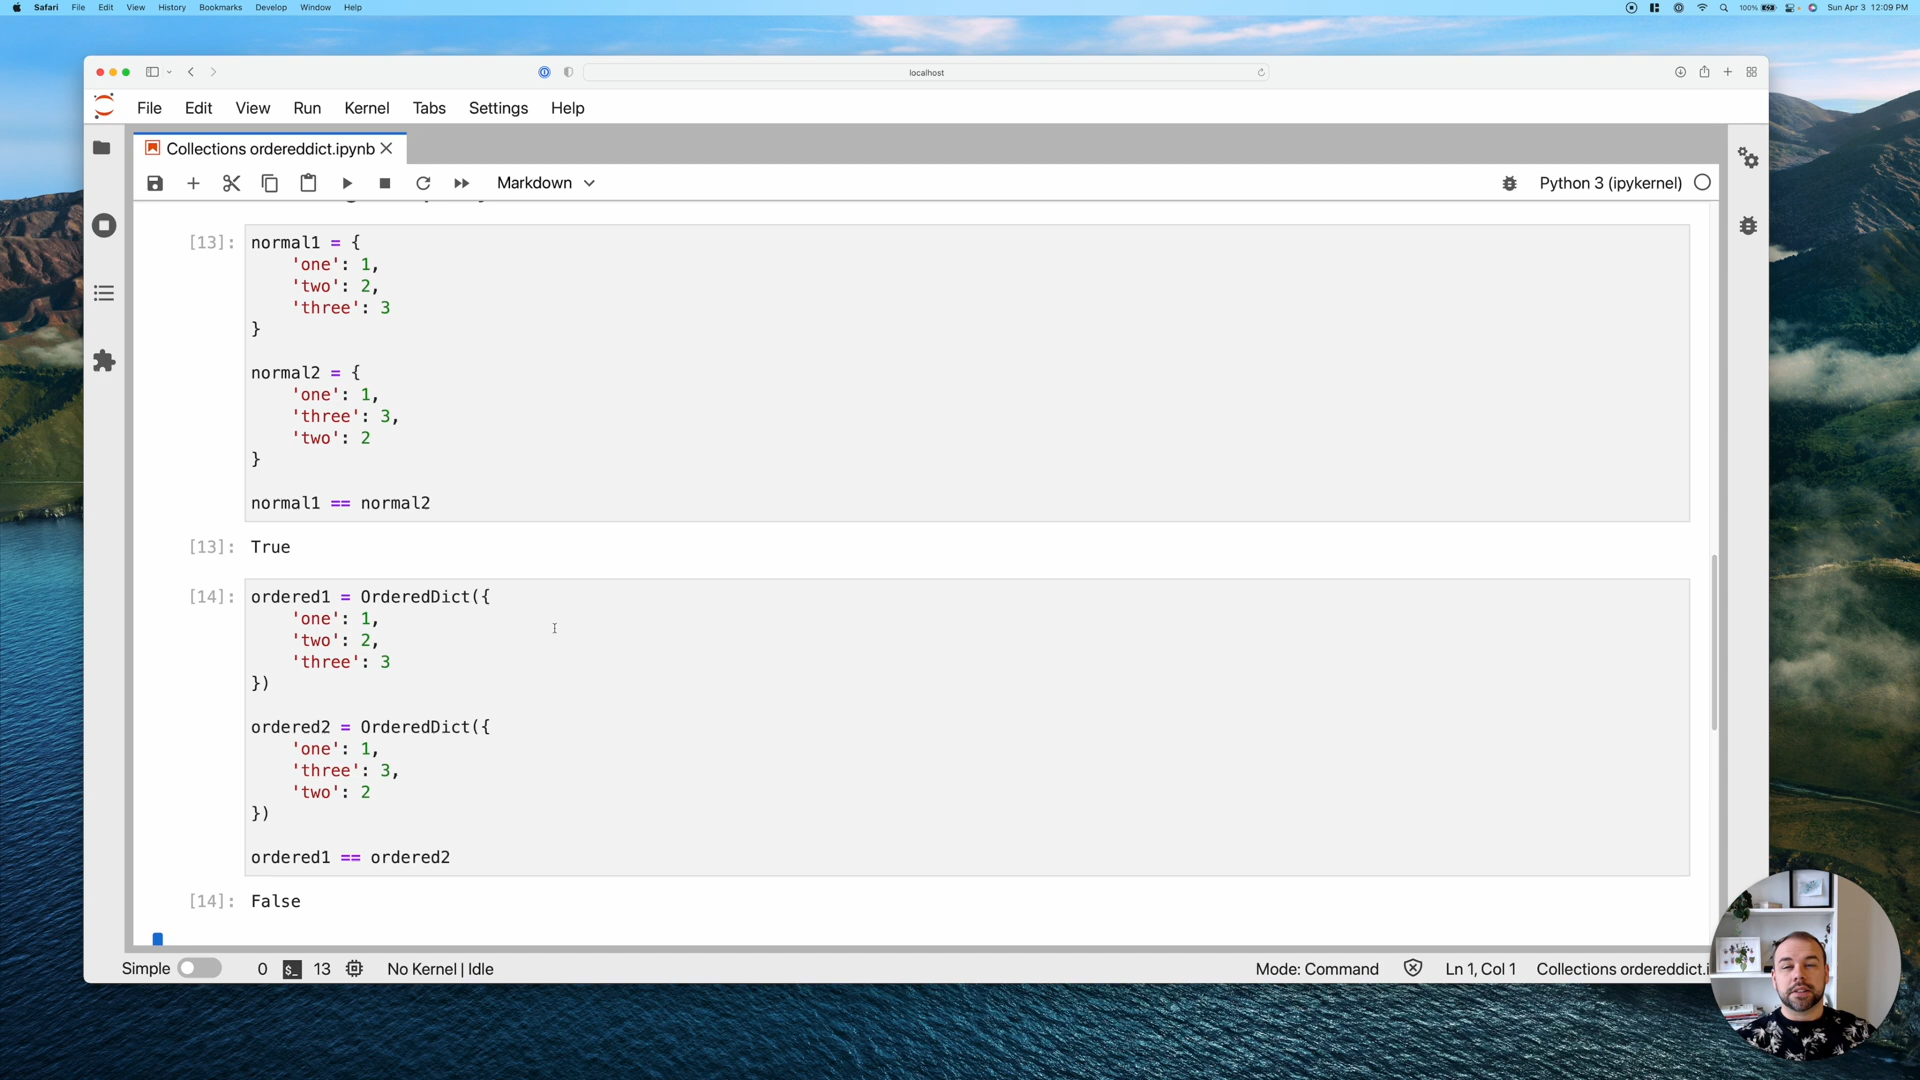 Safari File Edit View History Bookmarks Develop Window Help
100% Sun Apr 3 12:09 PM
localhost
File Edit View Run Kernel Tabs Settings Help
Collections ordereddict.ipynb
Markdown
Python 3 (ipykernel)
[13]: normal1 = {
'one': 1,
'two': 2,
'three': 3
}
normal2 = {
'one': 1,
'three': 3,
'two': 2
}
normal1 == normal2
[13]: True
[14]: ordered1 = OrderedDict({
'one': 1,
'two': 2,
'three': 3
})
ordered2 = OrderedDict({
'one': 1,
'three': 3,
'two': 2
})
ordered1 == ordered2
[14]: False
Simple 0 $_ 13 No Kernel | Idle
Mode: Command Ln 1, Col 1 Collections ordereddict.i